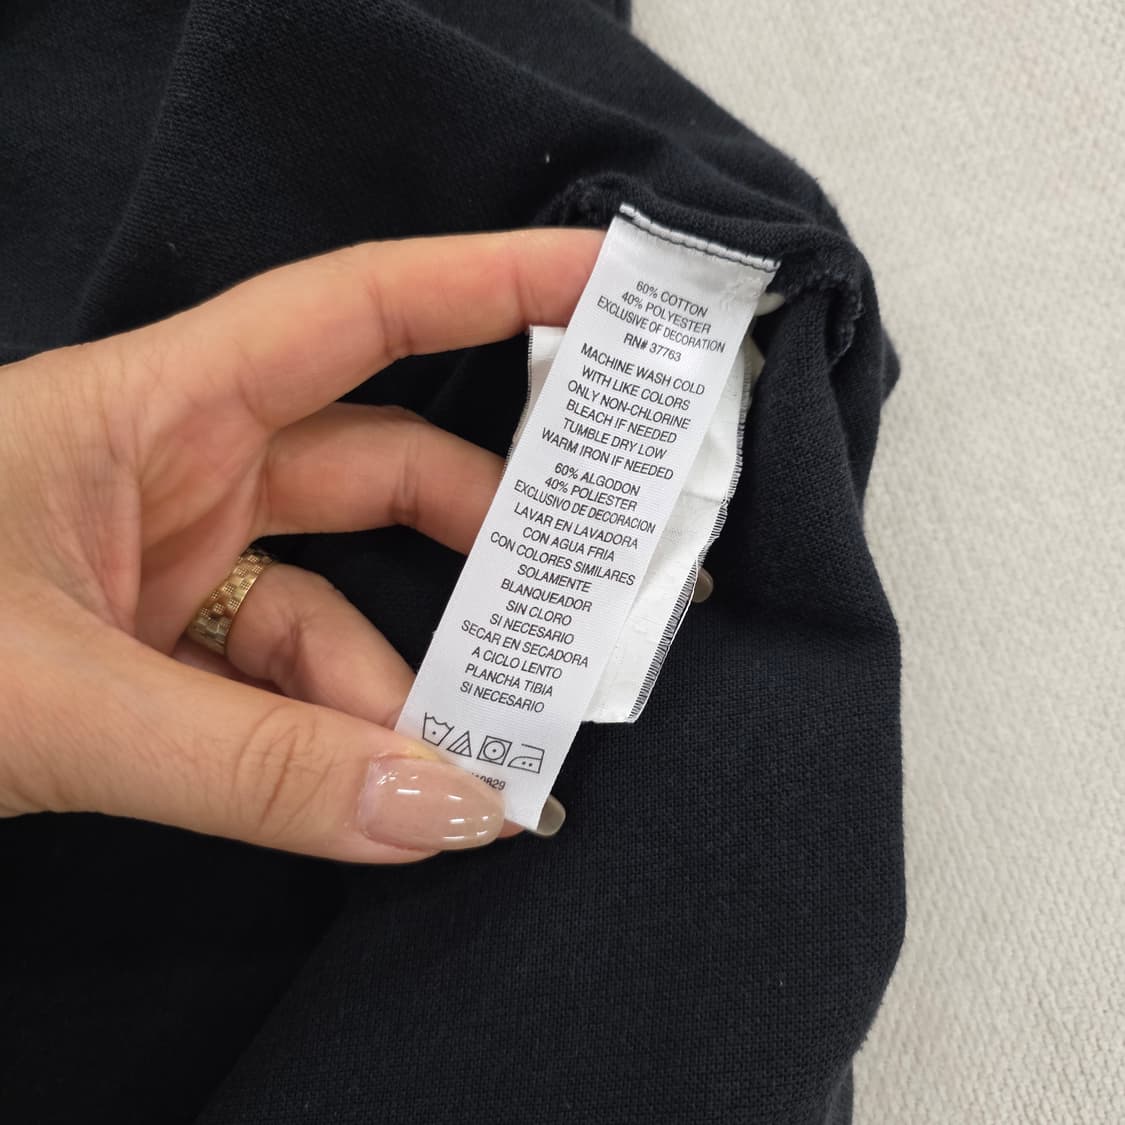 60% COTTON
40% POLYESTER
EXCLUSIVE OF DECORATION
RN# 37763
MACHINE WASH COLD
WITH LIKE COLORS
ONLY NON-CHLORINE
BLEACH IF NEEDED
TUMBLE DRY LOW
WARM IRON IF NEEDED
60% ALGODON
40% POLIESTER
EXCLUSIVO DE DECORACION
LAVAR EN LAVADORA
CON AGUA FRIA
CON COLORES SIMILARES
SOLAMENTE
BLANQUEADOR
SIN CLORO
SI NECESARIO
SECAR EN SECADORA
A CICLO LENTO
PLANCHA TIBIA
SI NECESARIO